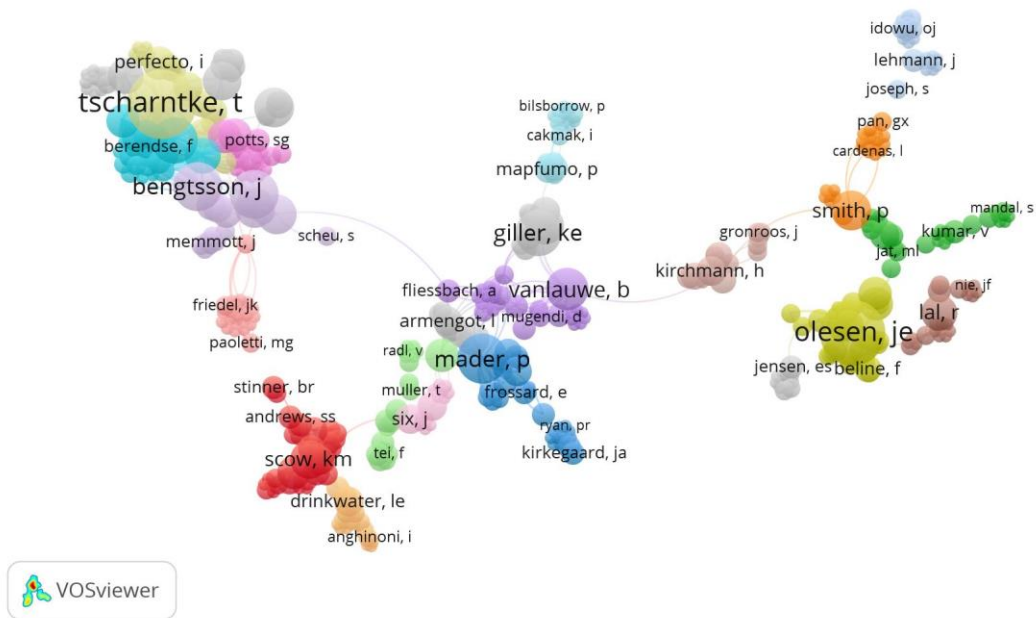 idowu, oj
lehmann, j
joseph, s
perfecto, i
tscharntke, t
berendse, f
potts, sg
bengtsson, j
memmott, j
scheu, s
friedel, jk
paoletti, mg
bilsborrow, p
cakmak, i
mapfumo, p
giller, ke
fliessbach, a
vanlauwe, b
armengot, l
mugendi, d
radl, v
mader, p
muller, t
frossard, e
six, j
ryan, pr
kirkegaard, ja
tei, f
stinner, br
andrews, ss
scow, km
drinkwater, le
anghinoni, i
pan, gx
cardenas, l
smith, p
mandal, s
gronroos, j
kumar, v
jat, ml
kirchmann, h
nie, jf
lal, r
olesen, je
jensen, es
beline, f
VOSviewer